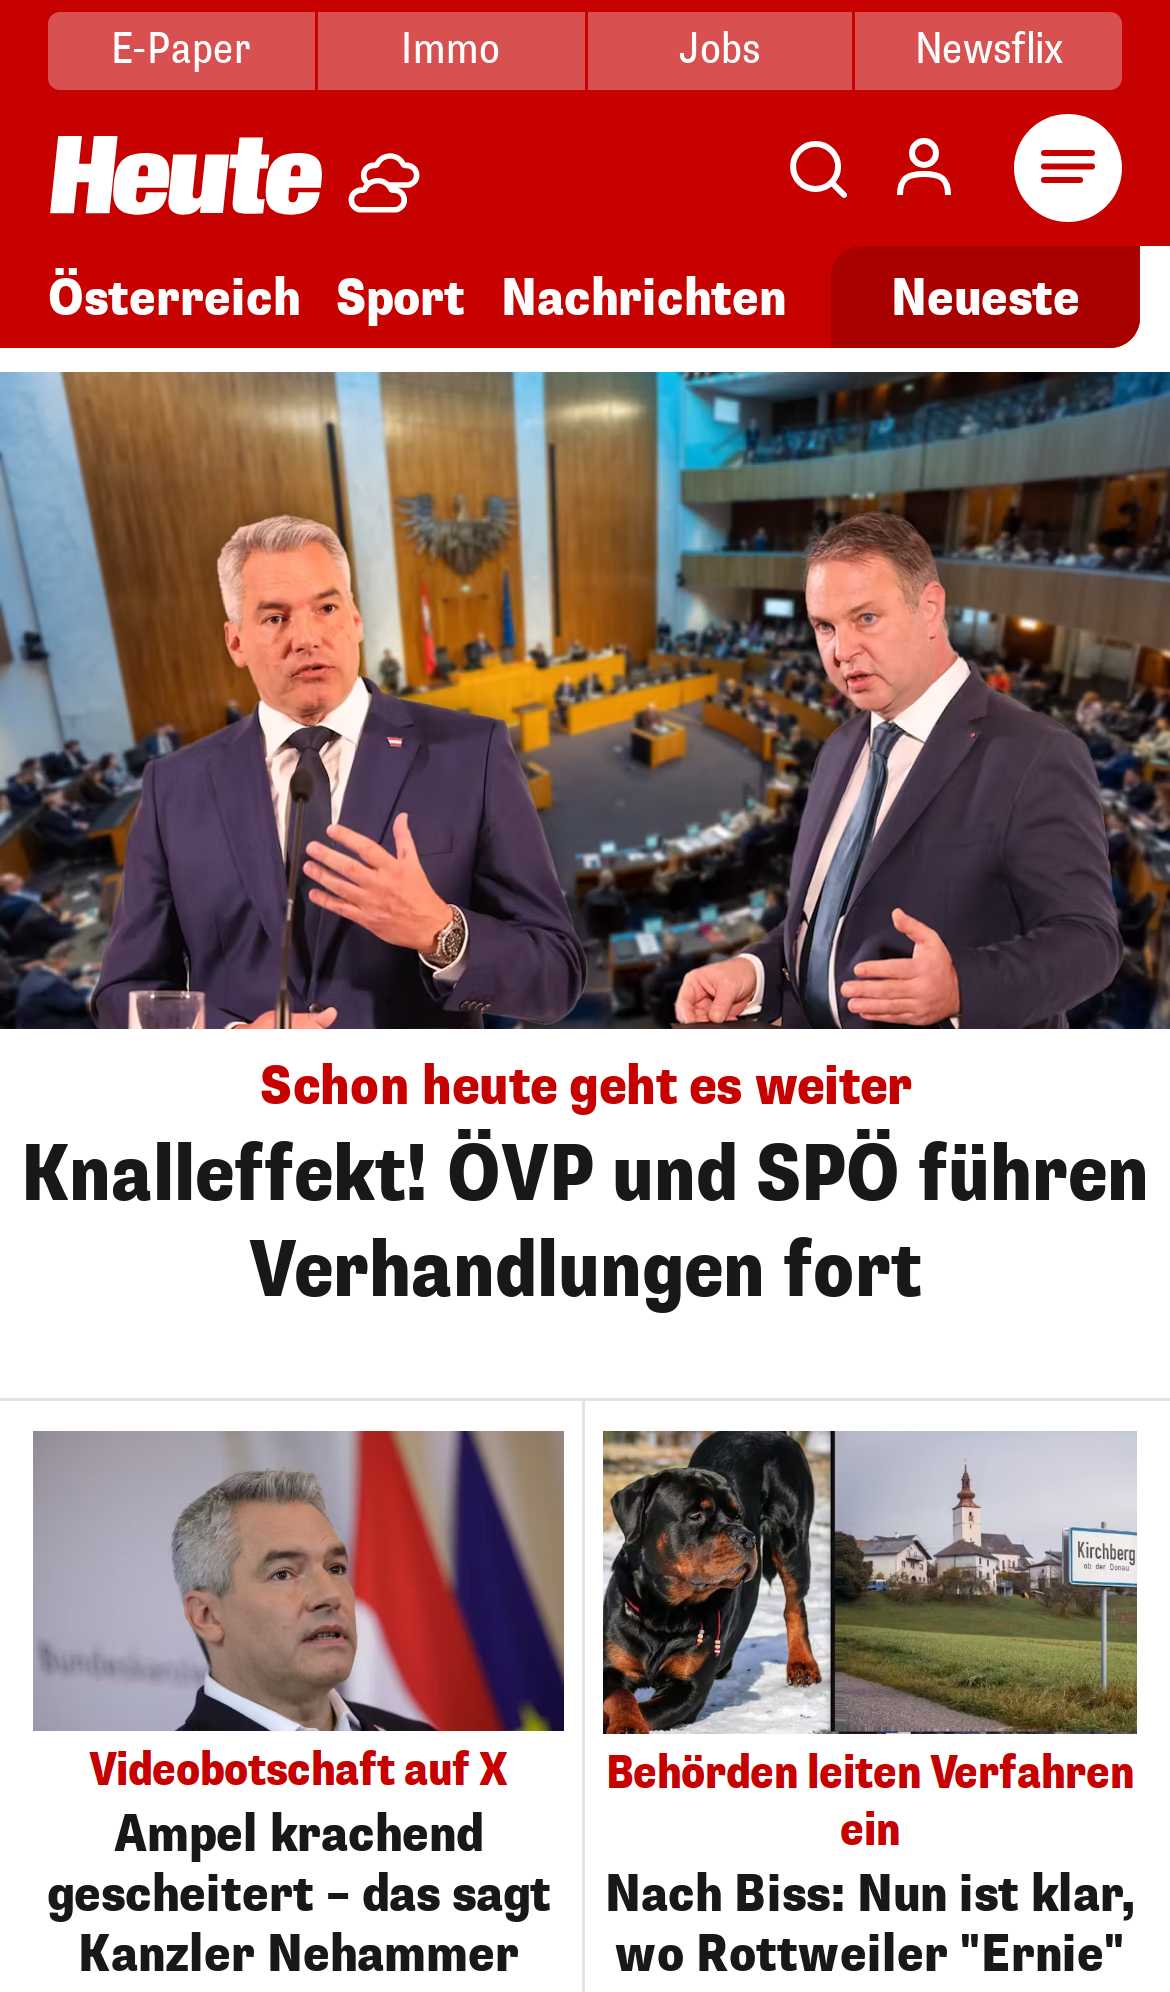 E-Paper
Immo
Jobs
Newsflix
Heute
Österreich
Sport
Nachrichten
Neueste
Schon heute geht es weiter
Knalleffekt! ÖVP und SPÖ führen
Verhandlungen fort
Videobotschaft auf X
Ampel krachend
gescheitert – das sagt
Kanzler Nehammer
Kirchberg
ob der Donau
Behörden leiten Verfahren
ein
Nach Biss: Nun ist klar,
wo Rottweiler "Ernie"